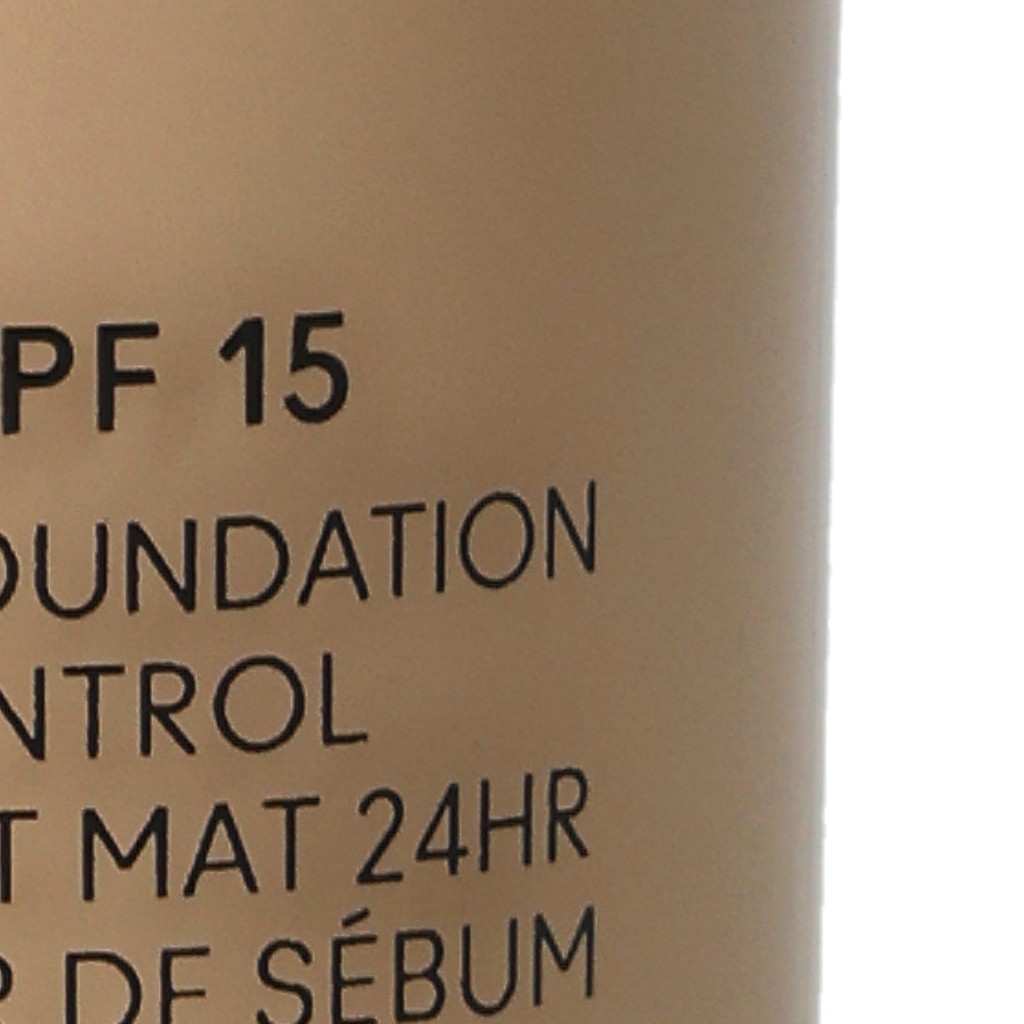 PF 15
OUNDATION
NTROL
T MAT 24HR
R DE SÉBUM